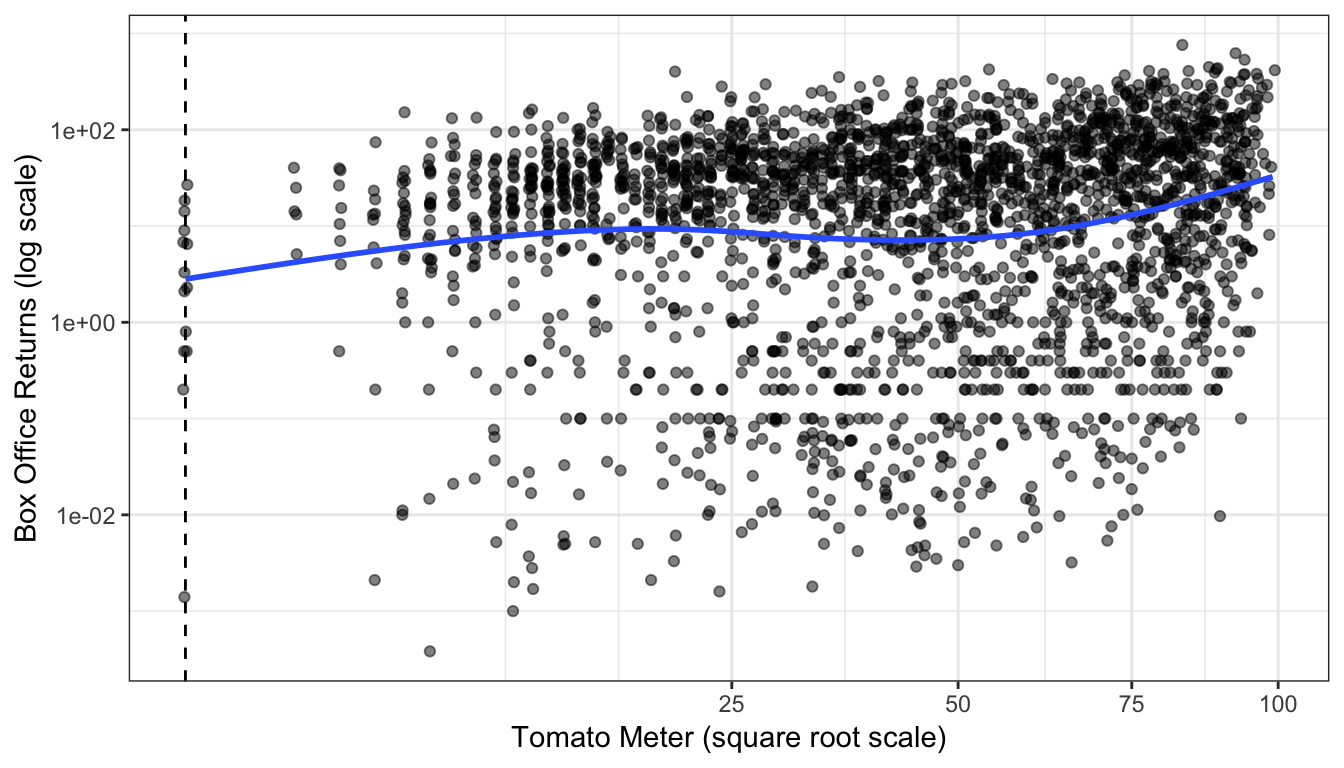 Box Office Returns (log scale)
1e+02
1e+00
1e-02
25 50 75 100
Tomato Meter (square root scale)